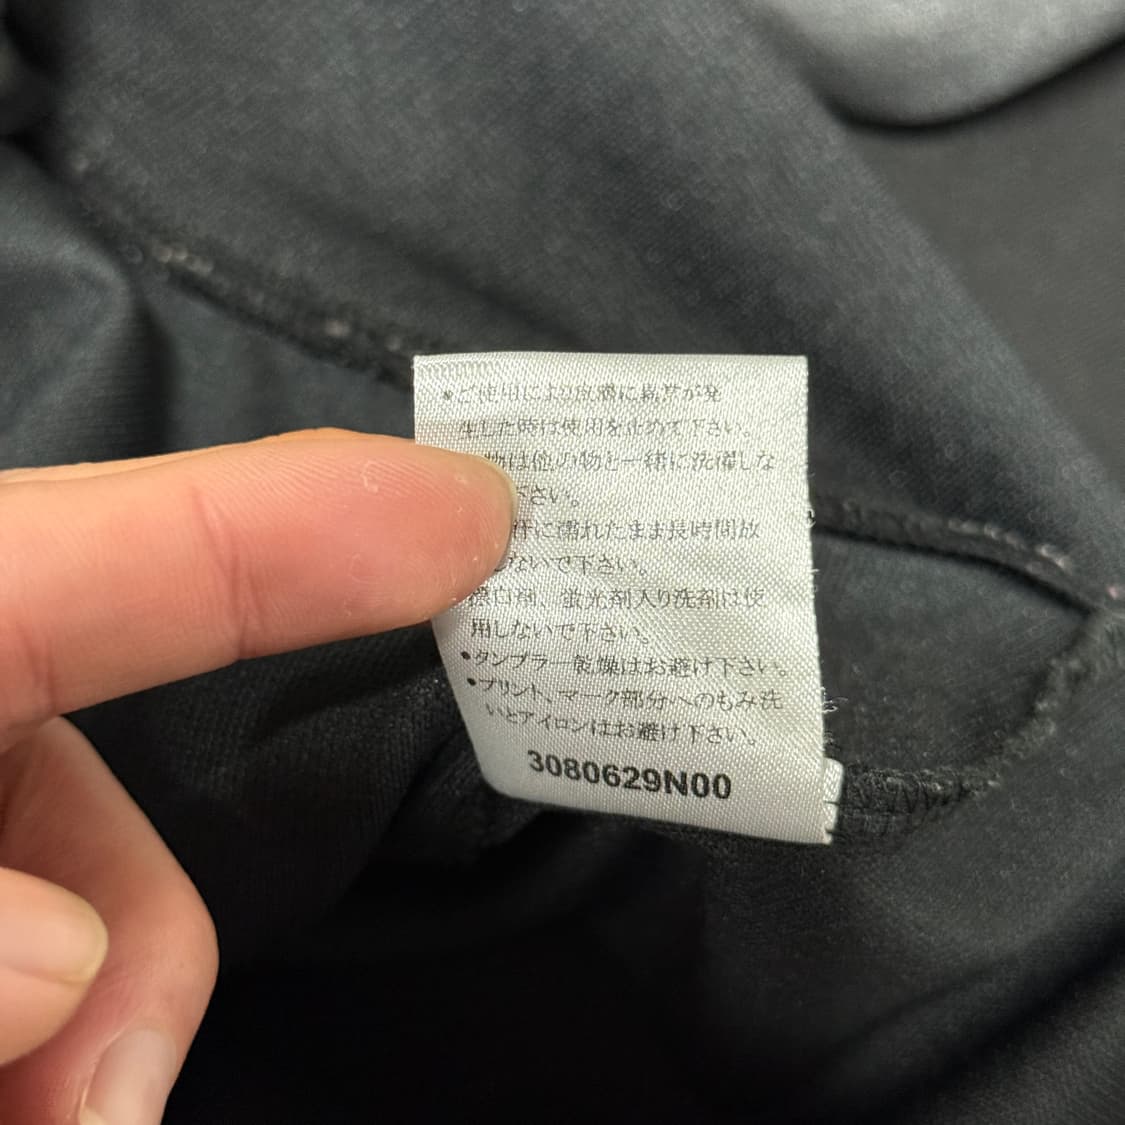 •ご使用により皮膚に異常が発
生した時は使用を止めて下さい。
物は他の物と一緒に洗濯しな
下さい。
汗に濡れたまま長時間放
しないで下さい。
漂白剤、蛍光剤入り洗剤は使
用しないで下さい。
•タンブラー乾燥はお避け下さい。
•プリント、マーク部分へのもみ洗
いとアイロンはお避け下さい。
3080629N00